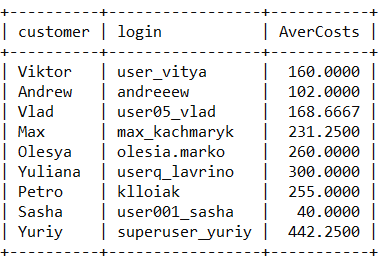 +----------+-----------------+-----------+
| customer | login           | AverCosts |
+----------+-----------------+-----------+
| Viktor   | user_vitya      |  160.0000 |
| Andrew   | andreeew        |  102.0000 |
| Vlad     | user05_vlad     |  168.6667 |
| Max      | max_kachmaryk   |  231.2500 |
| Olesya   | olesia.marko    |  260.0000 |
| Yuliana  | userq_lavrino   |  300.0000 |
| Petro    | klloiak         |  255.0000 |
| Sasha    | user001_sasha   |   40.0000 |
| Yuriy    | superuser_yuriy |  442.2500 |
+----------+-----------------+-----------+